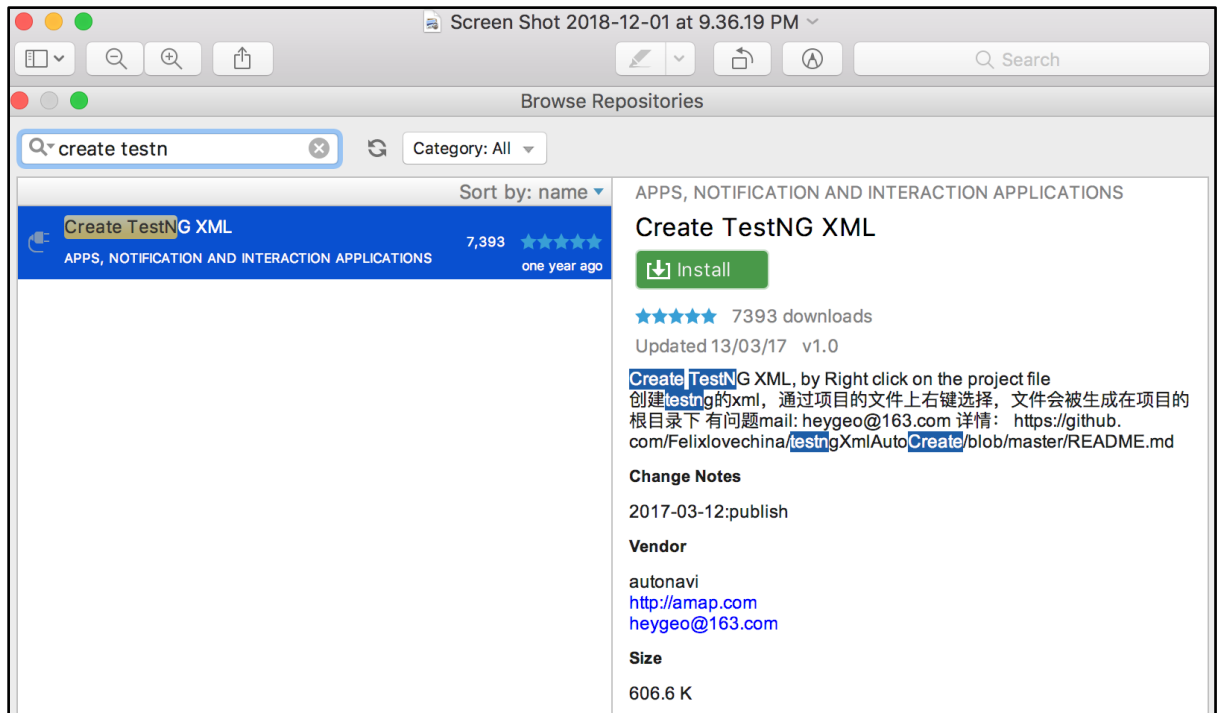 Screen Shot 2018-12-01 at 9.36.19 PM
Search
Browse Repositories
create testn
Category: All
Sort by: name
Create TestNG XML
7,393
APPS, NOTIFICATION AND INTERACTION APPLICATIONS
one year ago
APPS, NOTIFICATION AND INTERACTION APPLICATIONS
Create TestNG XML
Install
7393 downloads
Updated 13/03/17 v1.0
Create TestNG XML, by Right click on the project file
创建testng的xml，通过项目的文件上右键选择，文件会被生成在项目的
根目录下 有问题mail: heygeo@163.com 详情： https://github.
com/Felixlovechina/testngXmlAutoCreate/blob/master/README.md
Change Notes
2017-03-12:publish
Vendor
autonavi
http://amap.com
heygeo@163.com
Size
606.6 K